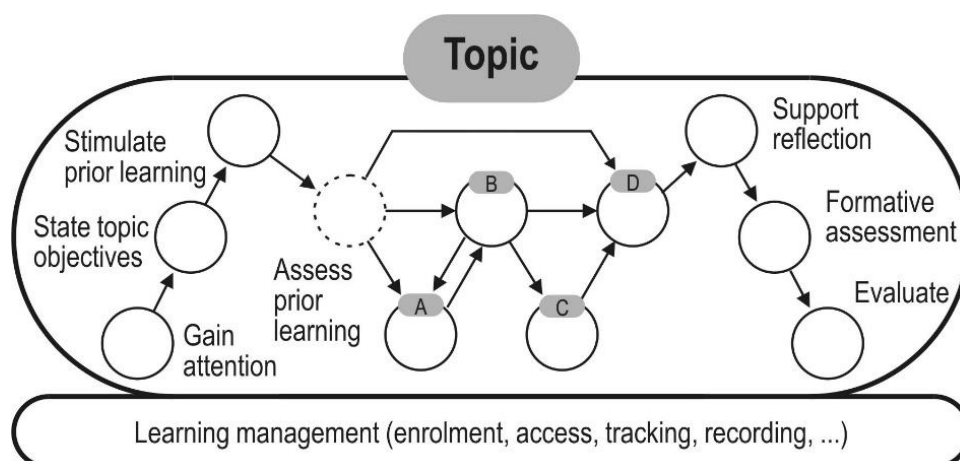 Topic
Stimulate
prior learning
State topic
objectives
Gain
attention
Assess
prior
learning
A
B
C
D
Support
reflection
Formative
assessment
Evaluate
Learning management (enrolment, access, tracking, recording, ...)